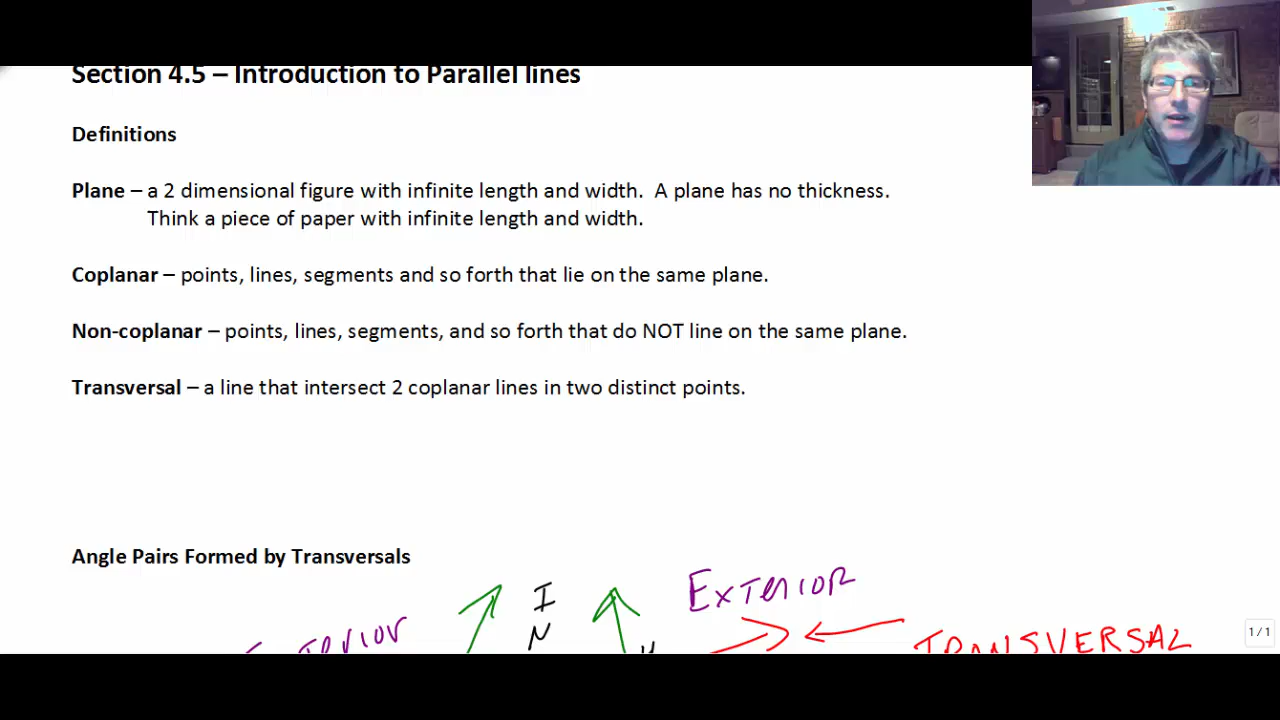 Section 4.5 – Introduction to Parallel lines
Definitions
Plane – a 2 dimensional figure with infinite length and width.  A plane has no thickness.
Think a piece of paper with infinite length and width.
Coplanar – points, lines, segments and so forth that lie on the same plane.
Non-coplanar – points, lines, segments, and so forth that do NOT line on the same plane.
Transversal – a line that intersect 2 coplanar lines in two distinct points.
Angle Pairs Formed by Transversals
I
N
Exterior
Exterior
TRANSVERSAL
1 / 1